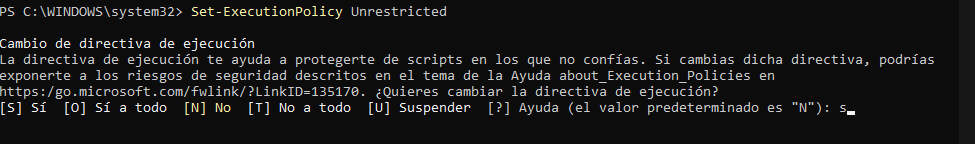 PS C:\WINDOWS\system32> Set-ExecutionPolicy Unrestricted
Cambio de directiva de ejecución
La directiva de ejecución te ayuda a protegerte de scripts en los que no confías. Si cambias dicha directiva, podrías
exponerte a los riesgos de seguridad descritos en el tema de la Ayuda about_Execution_Policies en
https:/go.microsoft.com/fwlink/?LinkID=135170. ¿Quieres cambiar la directiva de ejecución?
[S] Sí  [O] Sí a todo  [N] No  [T] No a todo  [U] Suspender  [?] Ayuda (el valor predeterminado es "N"): s